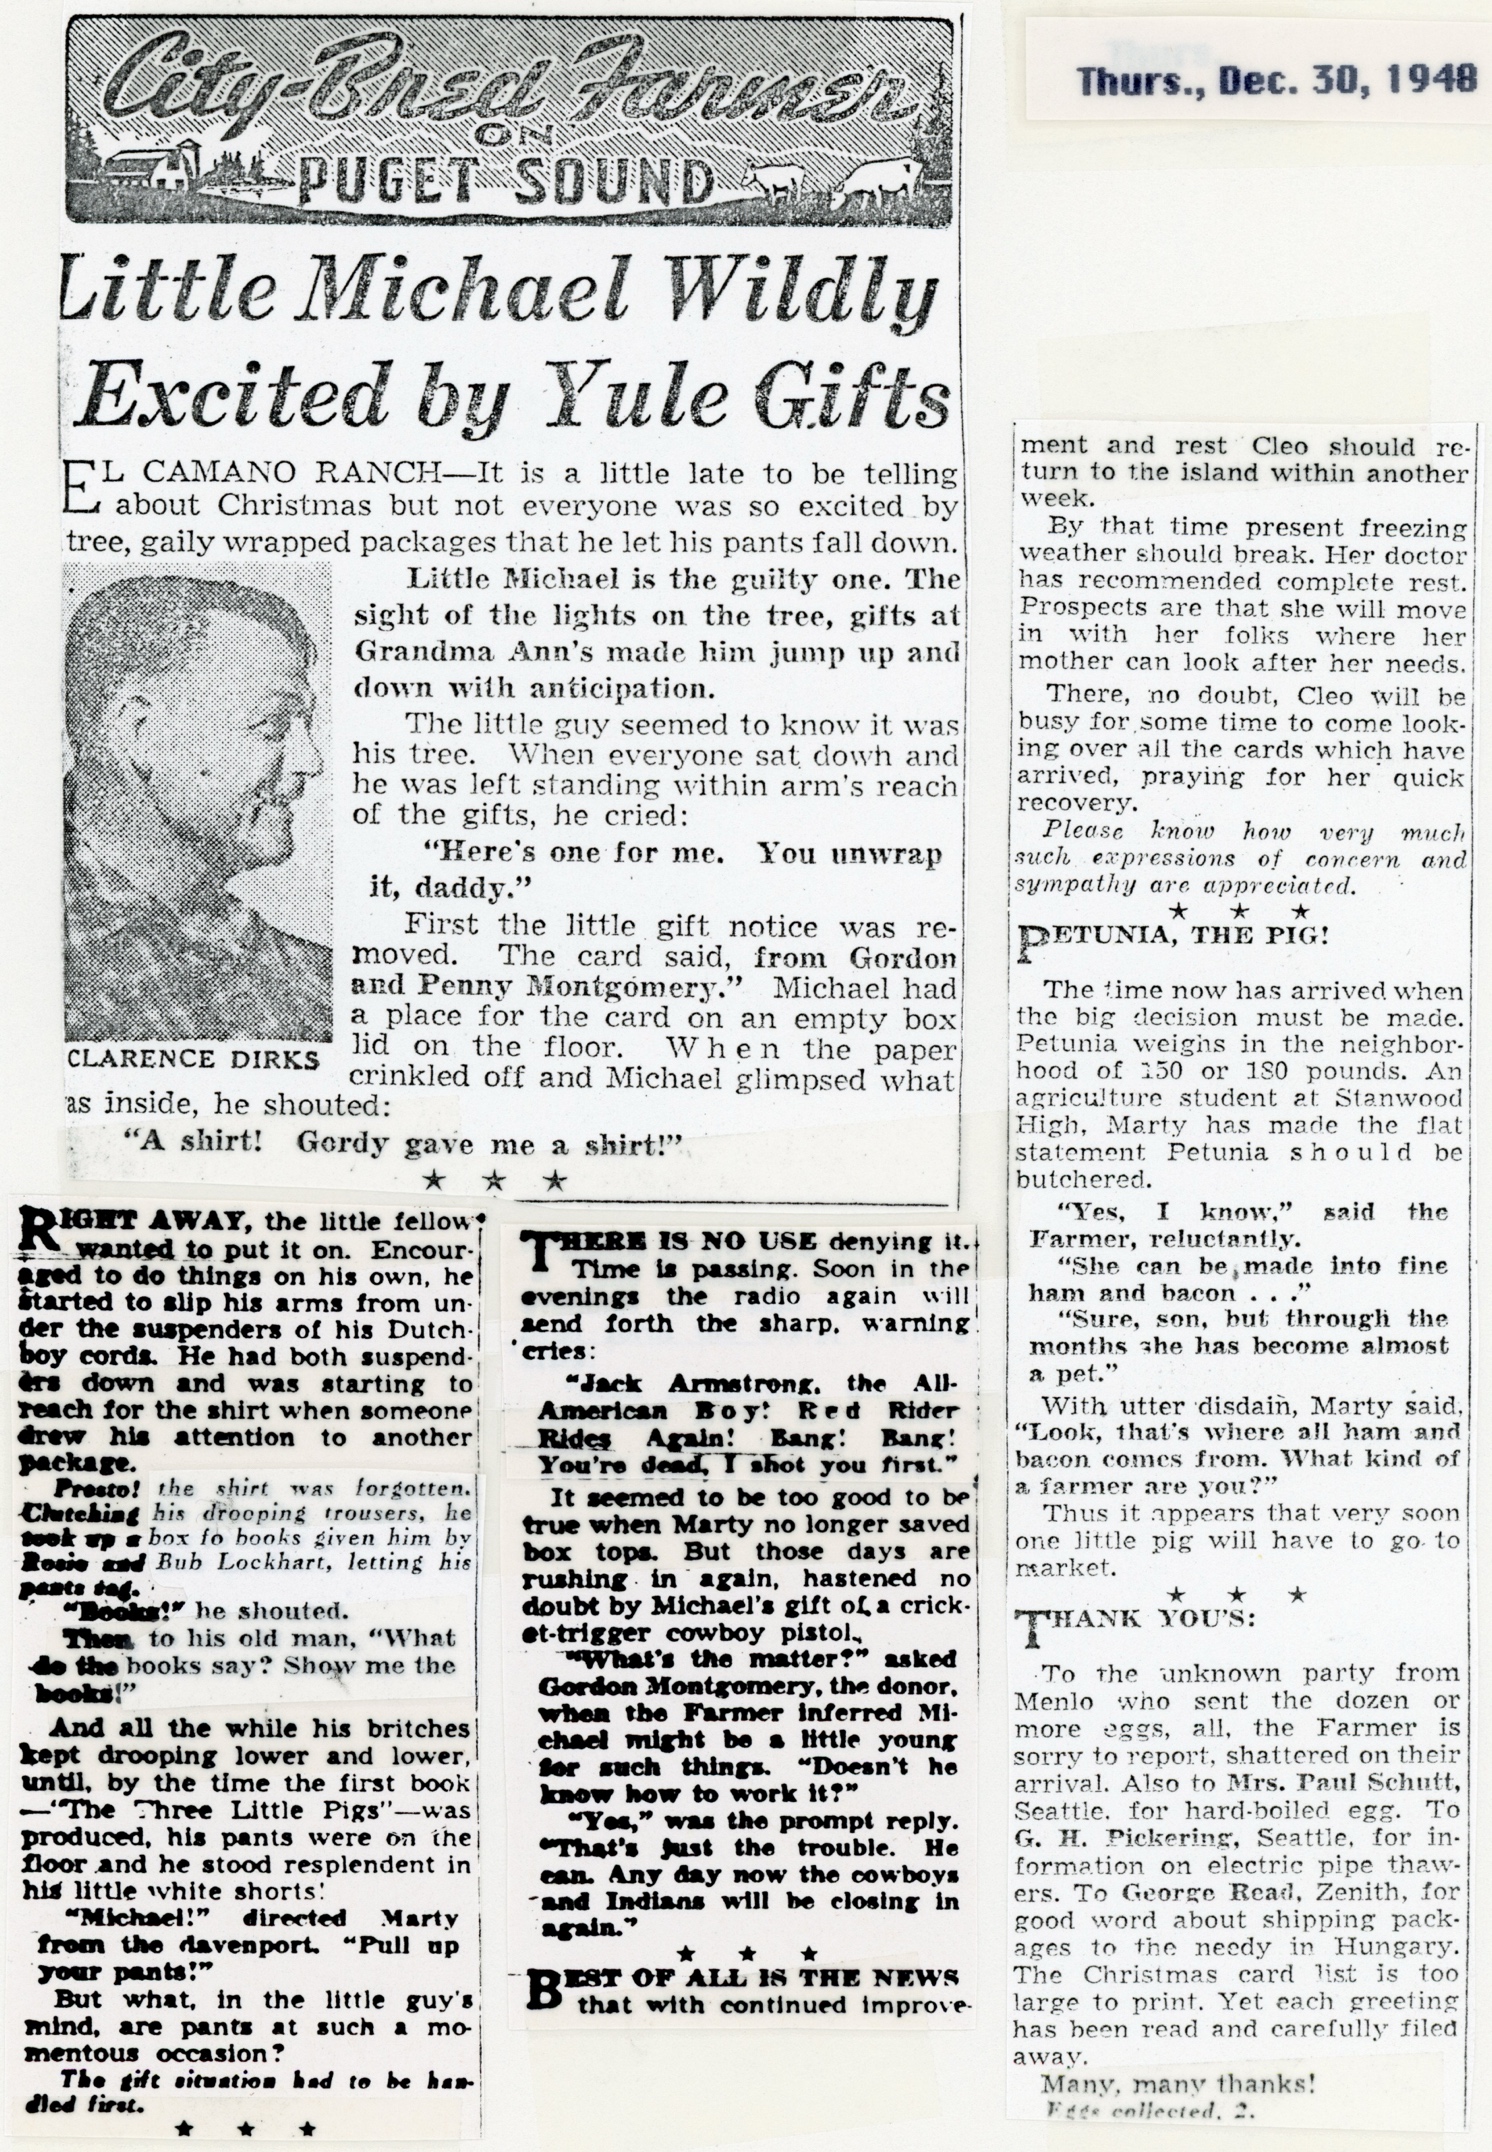 City-Bred Farmer
ON
PUGET SOUND
Thurs., Dec. 30, 1948
Little Michael Wildly
Excited by Yule Gifts
EL CAMANO RANCH—It is a little late to be telling
about Christmas but not everyone was so excited by
tree, gaily wrapped packages that he let his pants fall down.
Little Michael is the guilty one. The
sight of the lights on the tree, gifts at
Grandma Ann's made him jump up and
down with anticipation.
The little guy seemed to know it was
his tree. When everyone sat dowh and
he was left standing within arm's reach
of the gifts, he cried:
"Here's one for me. You unwrap
it, daddy."
First the little gift notice was re-
moved. The card said, from Gordon
and Penny Montgomery." Michael had
a place for the card on an empty box
lid on the floor. When the paper
crinkled off and Michael glimpsed what
CLARENCE DIRKS
as inside, he shouted:
"A shirt! Gordy gave me a shirt!"
★ ★ ★
RIGHT AWAY, the little fellow
wanted to put it on. Encour-
aged to do things on his own, he
started to slip his arms from un-
der the suspenders of his Dutch-
boy cords. He had both suspend-
ers down and was starting to
reach for the shirt when someone
drew his attention to another
package.
Presto! the shirt was forgotten.
Clutching his drooping trousers, he
took up a box fo books given him by
Rosie and Bub Lockhart, letting his
pants sag.
"Books!" he shouted.
Then to his old man, "What
do the books say? Show me the
books!"
And all the while his britches
kept drooping lower and lower,
until, by the time the first book
—"The Three Little Pigs"—was
produced, his pants were on the
floor and he stood resplendent in
his little white shorts!
"Michael!" directed Marty
from the davenport. "Pull up
your pants!"
But what, in the little guy's
mind, are pants at such a mo-
mentous occasion?
The gift situation had to be han-
dled first.
★ ★ ★
THERE IS NO USE denying it.
Time is passing. Soon in the
evenings the radio again will
send forth the sharp, warning
cries:
"Jack Armstrong, the All-
American Boy! Red Rider
Rides Again! Bang! Bang!
You're dead, I shot you first."
It seemed to be too good to be
true when Marty no longer saved
box tops. But those days are
rushing in again, hastened no
doubt by Michael's gift of a crick-
et-trigger cowboy pistol.
"What's the matter?" asked
Gordon Montgomery, the donor,
when the Farmer inferred Mi-
chael might be a little young
for such things. "Doesn't he
know how to work it?"
"Yes," was the prompt reply.
"That's just the trouble. He
can. Any day now the cowboys
and Indians will be closing in
again."
★ ★ ★
BEST OF ALL IS THE NEWS
that with continued improve-
ment and rest Cleo should re-
turn to the island within another
week.
By that time present freezing
weather should break. Her doctor
has recommended complete rest.
Prospects are that she will move
in with her folks where her
mother can look after her needs.
There, no doubt, Cleo will be
busy for some time to come look-
ing over all the cards which have
arrived, praying for her quick
recovery.
Please know how very much
such expressions of concern and
sympathy are appreciated.
★ ★ ★
PETUNIA, THE PIG!
The time now has arrived when
the big decision must be made.
Petunia weighs in the neighbor-
hood of 150 or 180 pounds. An
agriculture student at Stanwood
High, Marty has made the flat
statement Petunia should be
butchered.
"Yes, I know," said the
Farmer, reluctantly.
"She can be made into fine
ham and bacon . . ."
"Sure, son, but through the
months she has become almost
a pet."
With utter disdain, Marty said,
"Look, that's where all ham and
bacon comes from. What kind of
a farmer are you?"
Thus it appears that very soon
one little pig will have to go to
market.
★ ★ ★
THANK YOU'S:
To the unknown party from
Menlo who sent the dozen or
more eggs, all, the Farmer is
sorry to report, shattered on their
arrival. Also to Mrs. Paul Schutt,
Seattle, for hard-boiled egg. To
G. H. Pickering, Seattle, for in-
formation on electric pipe thaw-
ers. To George Read, Zenith, for
good word about shipping pack-
ages to the needy in Hungary.
The Christmas card list is too
large to print. Yet each greeting
has been read and carefully filed
away.
Many, many thanks!
Eggs collected, 2.